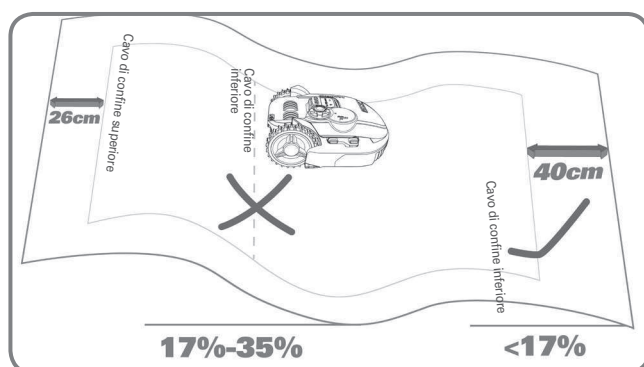 26cm
Cavo di confine superiore
Cavo di confine
inferiore
40cm
Cavo di confine inferiore
17%-35%
<17%